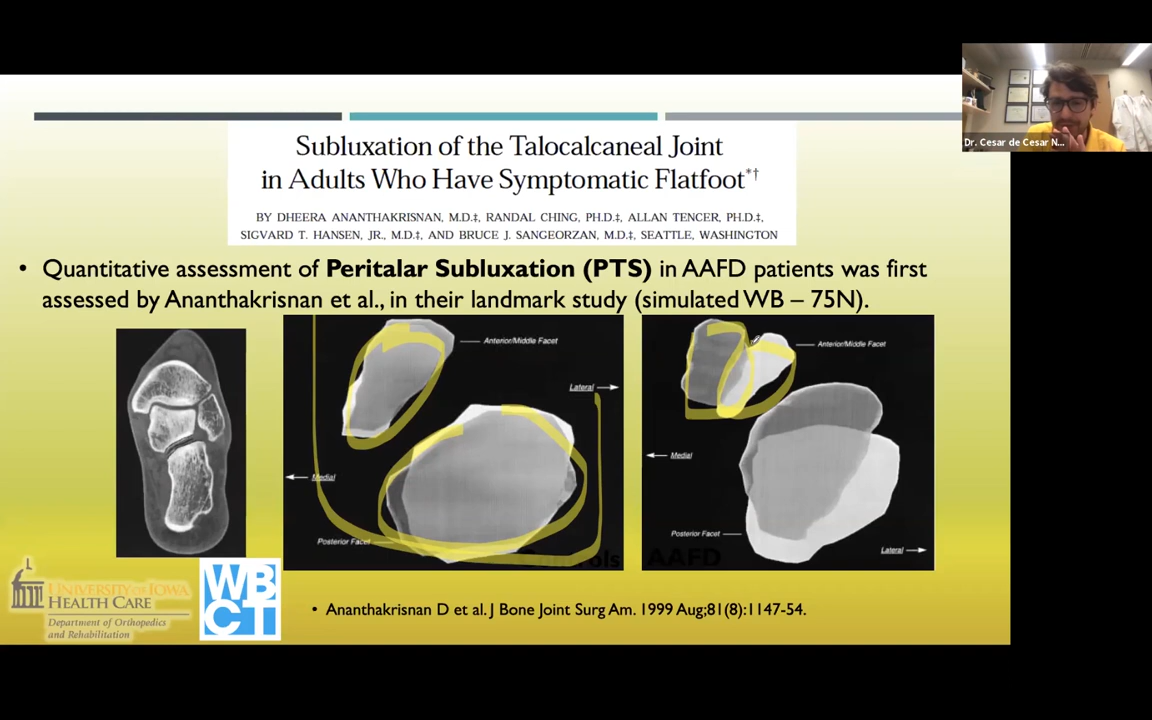 Dr. Cesar de Cesar N...
Subluxation of the Talocalcaneal Joint
in Adults Who Have Symptomatic Flatfoot*†
BY DHEERA ANANTHAKRISNAN, M.D.‡, RANDAL CHING, PH.D.‡, ALLAN TENCER, PH.D.‡,
SIGVARD T. HANSEN, JR., M.D.‡, AND BRUCE J. SANGEORZAN, M.D.‡, SEATTLE, WASHINGTON
• Quantitative assessment of Peritalar Subluxation (PTS) in AAFD patients was first
assessed by Ananthakrisnan et al., in their landmark study (simulated WB – 75N).
Anterior/Middle Facet
Lateral
Medial
Posterior Facet
Controls
Anterior/Middle Facet
Medial
Posterior Facet
Lateral
AAFD
UNIVERSITY OF IOWA
HEALTH CARE
Department of Orthopedics
and Rehabilitation
WB
CT
• Ananthakrisnan D et al. J Bone Joint Surg Am. 1999 Aug;81(8):1147-54.